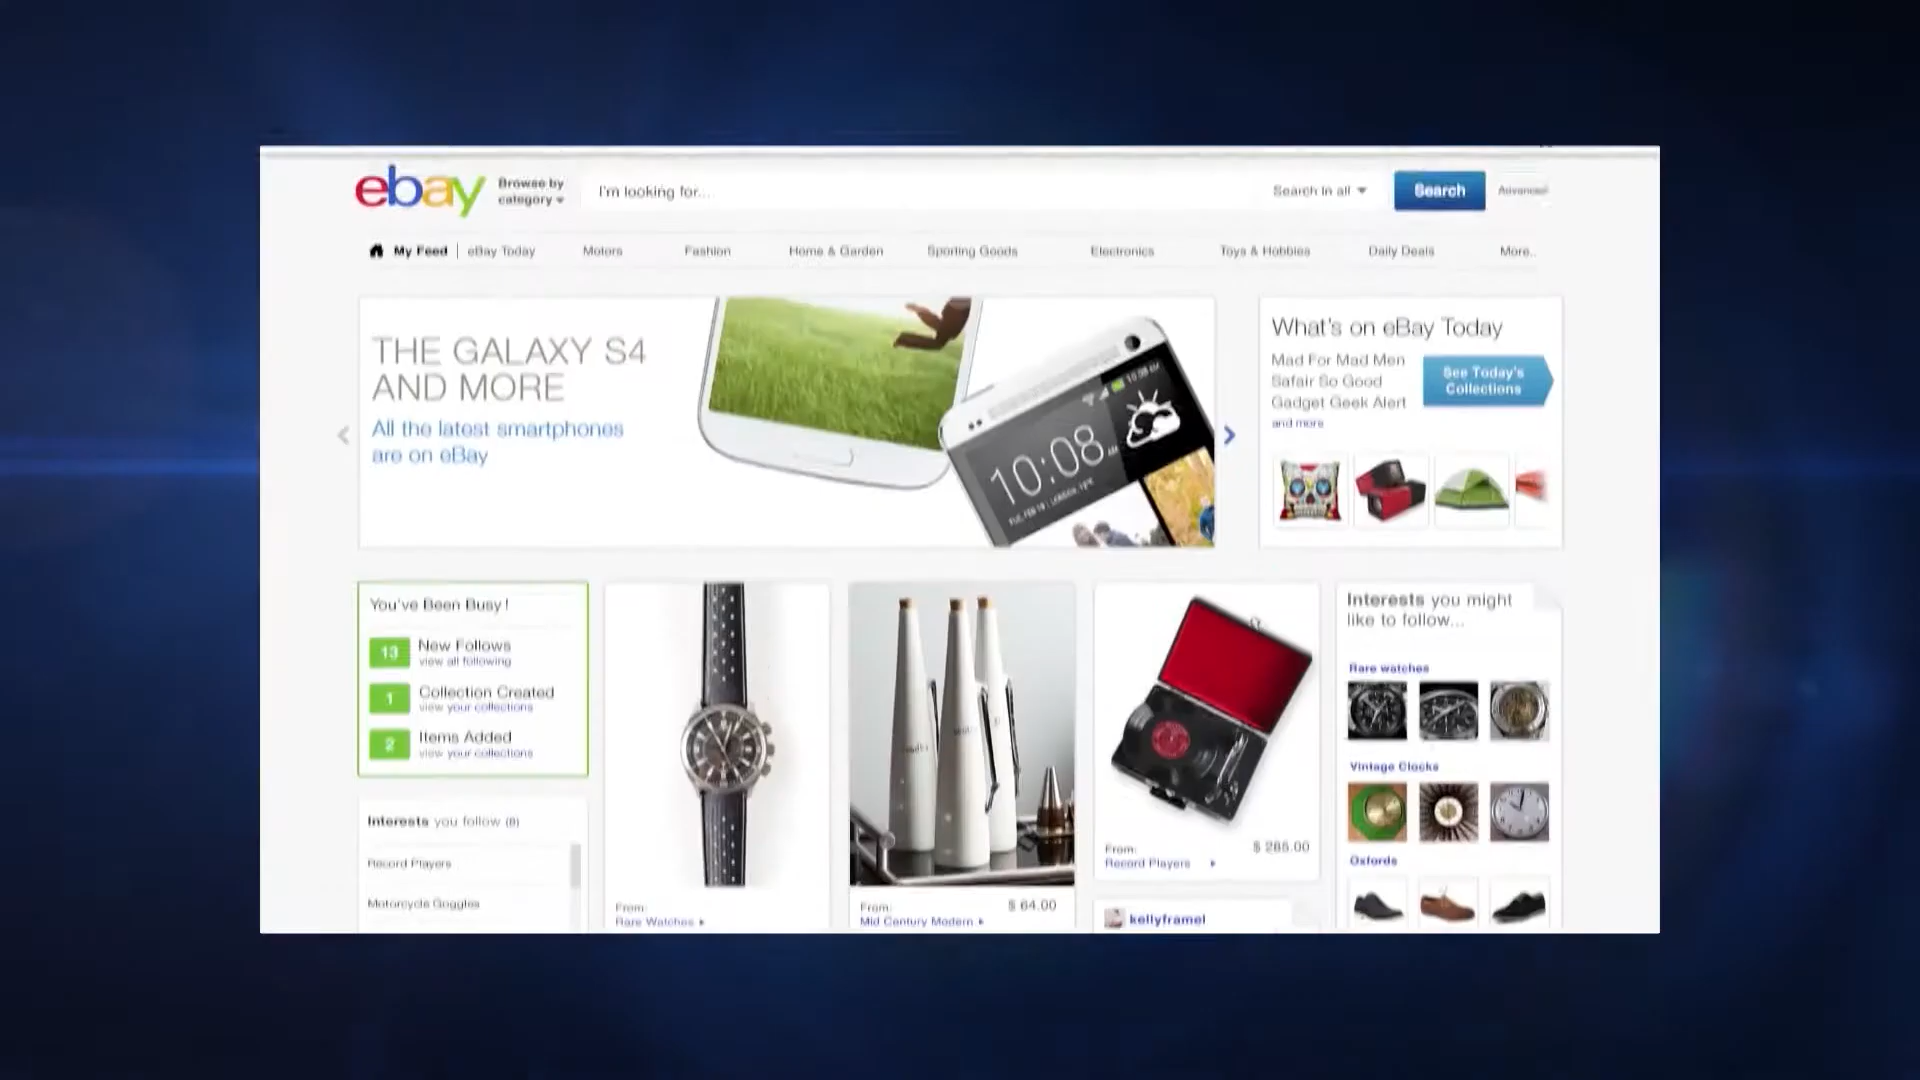 ebay
Browse by
category
I'm looking for...
Search in all
Search
Advanced
My Feed
eBay Today
Motors
Fashion
Home & Garden
Sporting Goods
Electronics
Toys & Hobbies
Daily Deals
More..
THE GALAXY S4
AND MORE
All the latest smartphones
are on eBay
10:08
What's on eBay Today
Mad For Mad Men
Safair So Good
Gadget Geek Alert
and more
See Today's
Collections
You've Been Busy!
13
New Follows
view all following
1
Collection Created
view your collections
2
Items Added
view your collections
Interests you follow (8)
Record Players
Motorcycle Goggles
From:
Rare Watches
From:
$ 64.00
Mid Century Modern
From:
$ 265.00
Record Players
kellyframel
Interests you might
like to follow...
Rare watches
Vintage Clocks
Oxfords